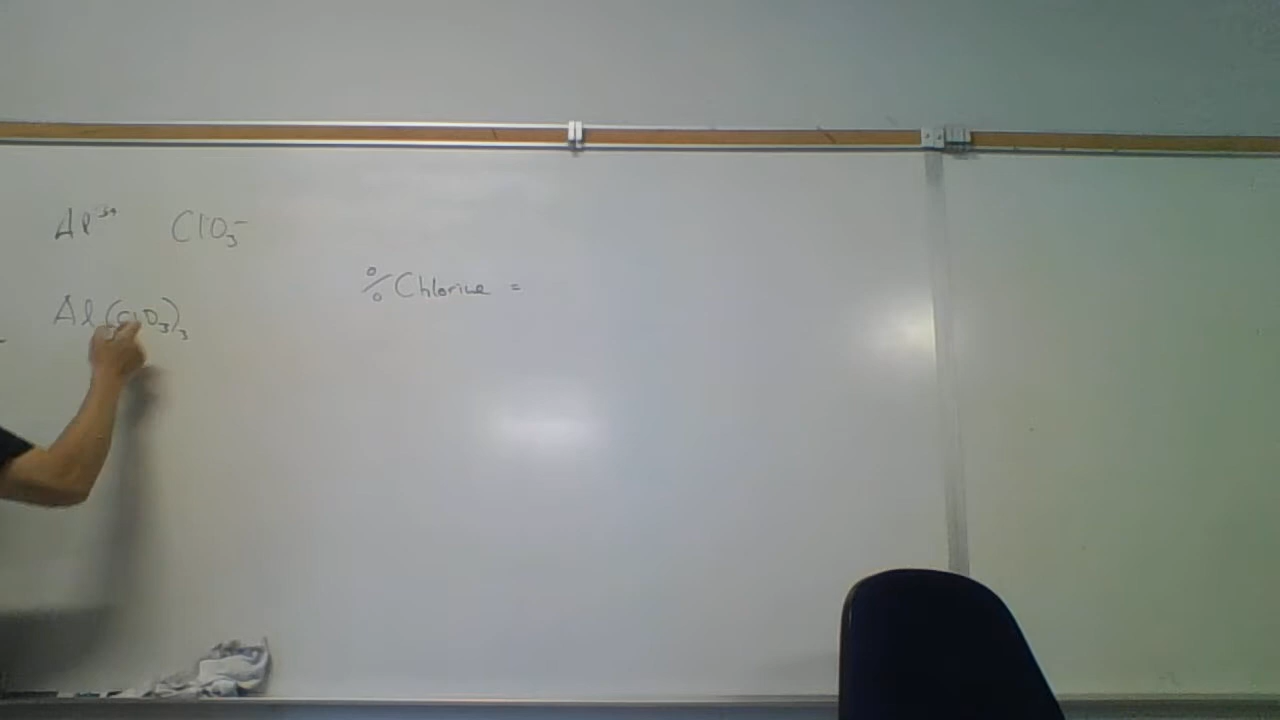 Al³⁺ ClO₃⁻
% Chlorine =
Al(ClO₃)₃